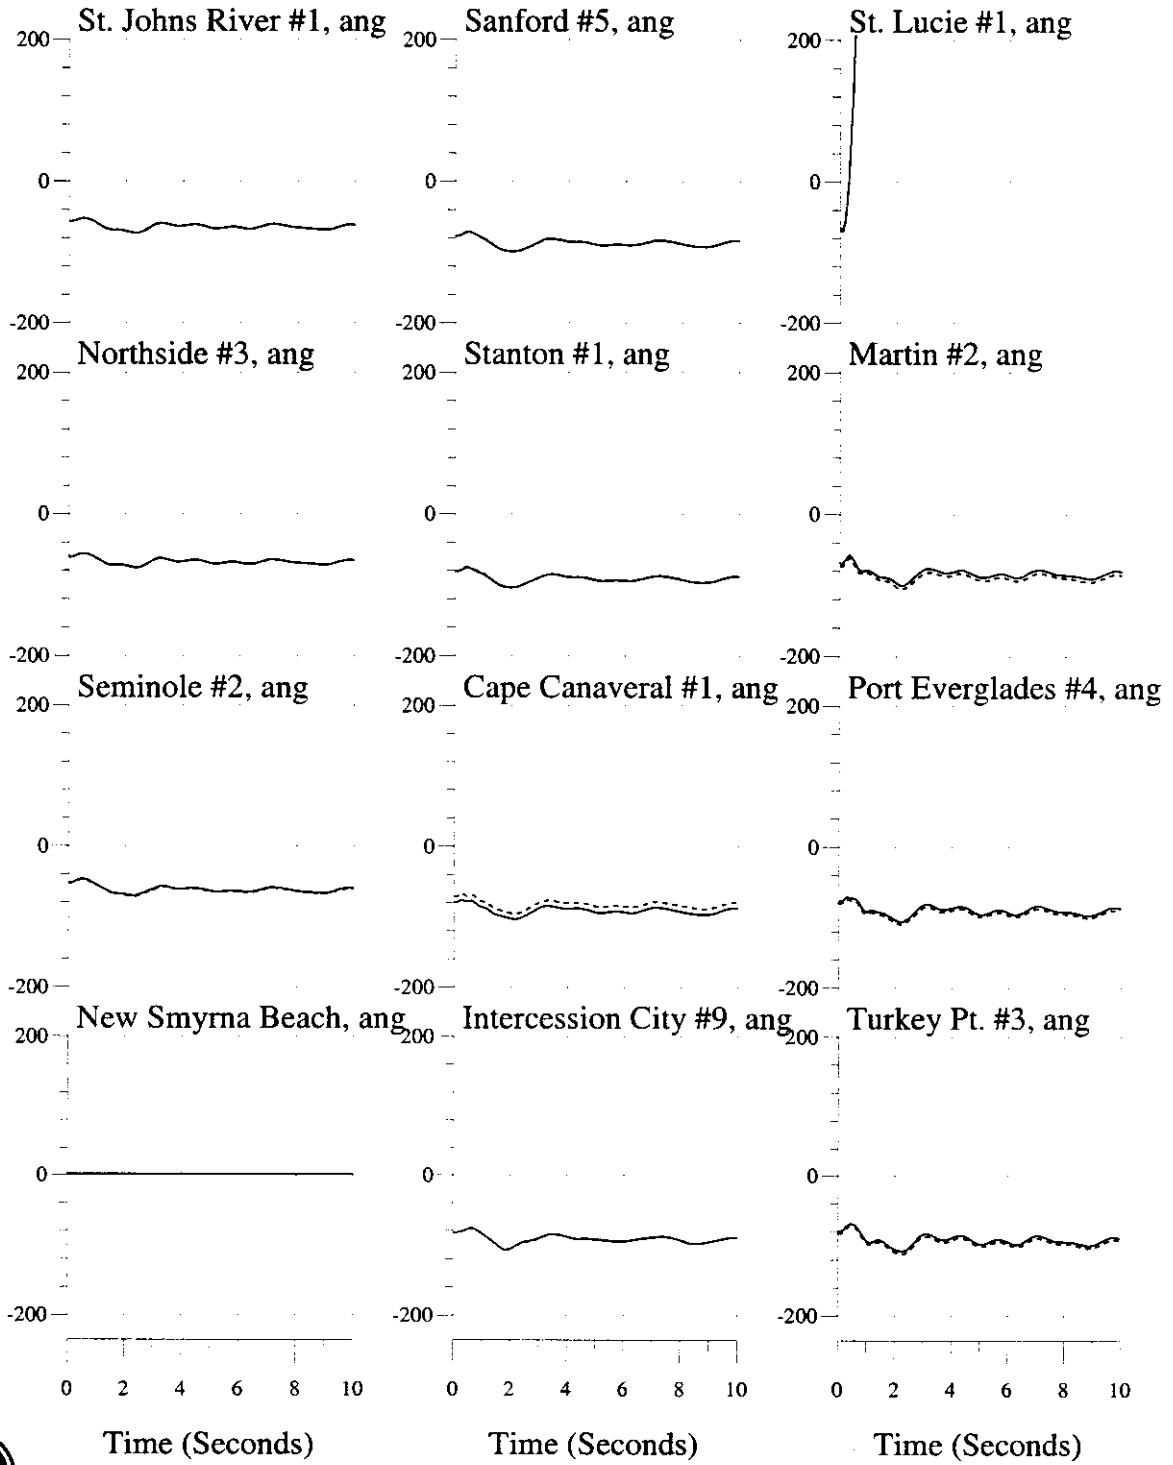 St. Johns River #1, ang
Sanford #5, ang
St. Lucie #1, ang
200
200
200
0
0
0
-200
-200
-200
Northside #3, ang
Stanton #1, ang
Martin #2, ang
200
200
200
0
0
0
-200
-200
-200
Seminole #2, ang
Cape Canaveral #1, ang
Port Everglades #4, ang
200
200
200
0
0
0
-200
-200
-200
New Smyrna Beach, ang
Intercession City #9, ang
Turkey Pt. #3, ang
200
200
200
0
0
0
-200
-200
-200
0 2 4 6 8 10
0 2 4 6 8 10
0 2 4 6 8 10
Time (Seconds)
Time (Seconds)
Time (Seconds)